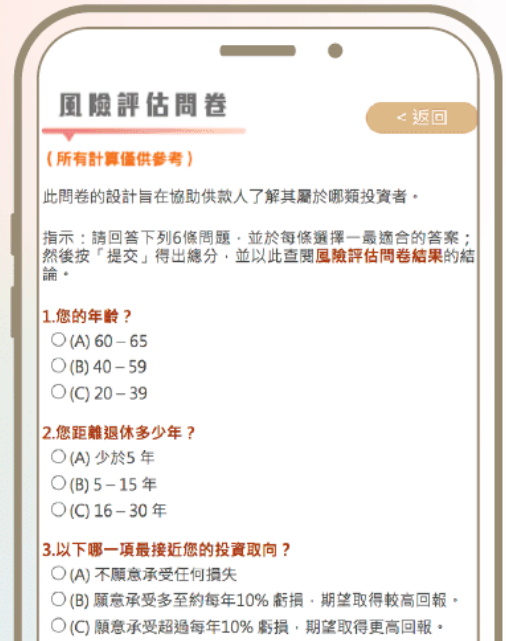 風險評估問卷
< 返回
(所有計算僅供參考)
此問卷的設計旨在協助供款人了解其屬於哪類投資者。
指示：請回答下列6條問題，並於每條選擇一最適合的答案；
然後按「提交」得出總分，並以此查閱風險評估問卷結果的結
論。
1.您的年齡？
(A) 60 – 65
(B) 40 – 59
(C) 20 – 39
2.您距離退休多少年？
(A) 少於5 年
(B) 5 – 15 年
(C) 16 – 30 年
3.以下哪一項最接近您的投資取向？
(A) 不願意承受任何損失
(B) 願意承受多至約每年10% 虧損，期望取得較高回報。
(C) 願意承受超過每年10% 虧損，期望取得更高回報。